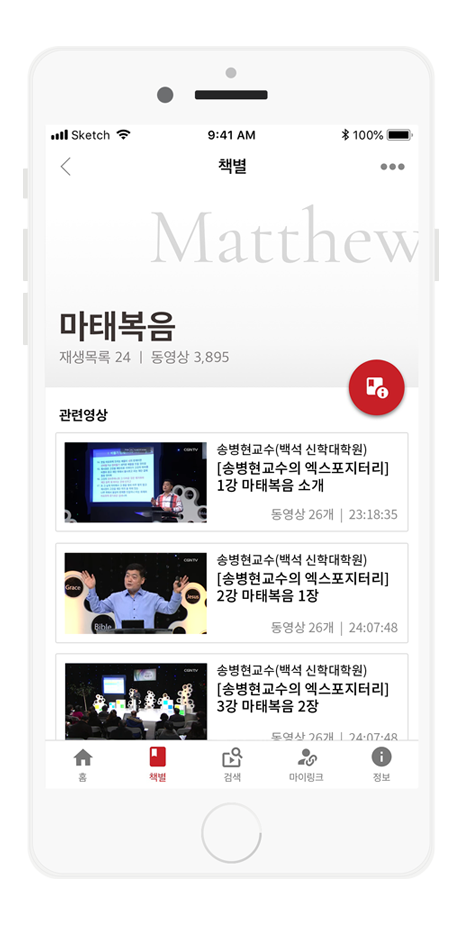 Sketch
9:41 AM
100%
책별
Matthew
마태복음
재생목록 24 | 동영상 3,895
관련영상
CGNTV
송병현교수(백석 신학대학원)
[송병현교수의 엑스포지터리]
1강 마태복음 소개
동영상 26개 | 23:18:35
CGNTV
Grace
Jesus
Bible
송병현교수(백석 신학대학원)
[송병현교수의 엑스포지터리]
2강 마태복음 1장
동영상 26개 | 24:07:48
CGNTV
송병현교수(백석 신학대학원)
[송병현교수의 엑스포지터리]
3강 마태복음 2장
동영상 26개 | 24:07:48
홈
책별
검색
마이링크
정보